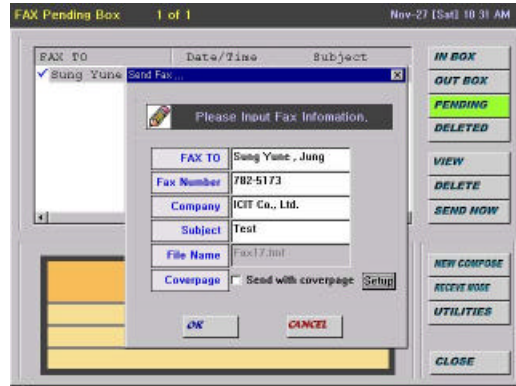 FAX Pending Box 1 of 1 Nov-27 [Sat] 10 31 AM
FAX TO Date/Time Subject
Sung Yune
Send Fax...
Please Input Fax Infomation.
FAX TO Sung Yune , Jung
Fax Number 782-5173
Company ICIT Co., Ltd.
Subject Test
File Name Fax17.hnt
Coverpage Send with coverpage Setup
OK CANCEL
IN BOX
OUT BOX
PENDING
DELETED
VIEW
DELETE
SEND NOW
NEW COMPOSE
RECEVE MODE
UTILITIES
CLOSE